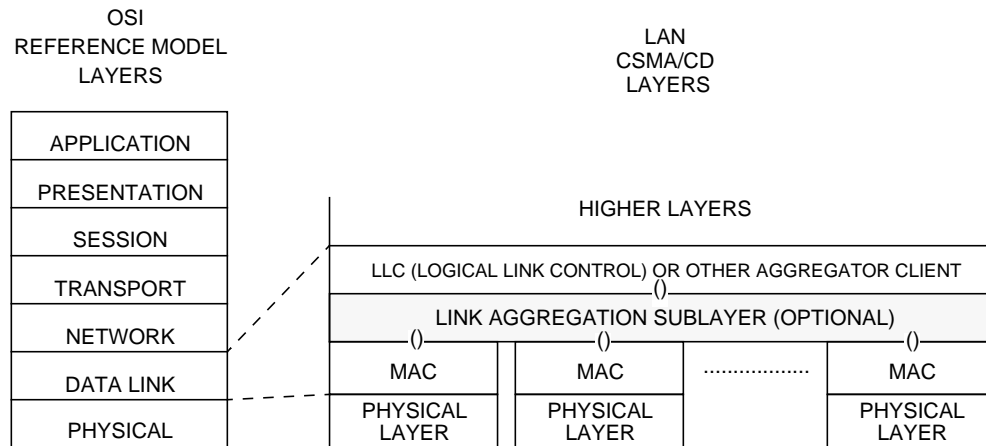 OSI
REFERENCE MODEL
LAYERS
LAN
CSMA/CD
LAYERS
APPLICATION
PRESENTATION
SESSION
TRANSPORT
NETWORK
DATA LINK
PHYSICAL
HIGHER LAYERS
LLC (LOGICAL LINK CONTROL) OR OTHER AGGREGATOR CLIENT
()
LINK AGGREGATION SUBLAYER (OPTIONAL)
() () ()
MAC MAC .................. MAC
PHYSICAL LAYER
PHYSICAL LAYER
PHYSICAL LAYER